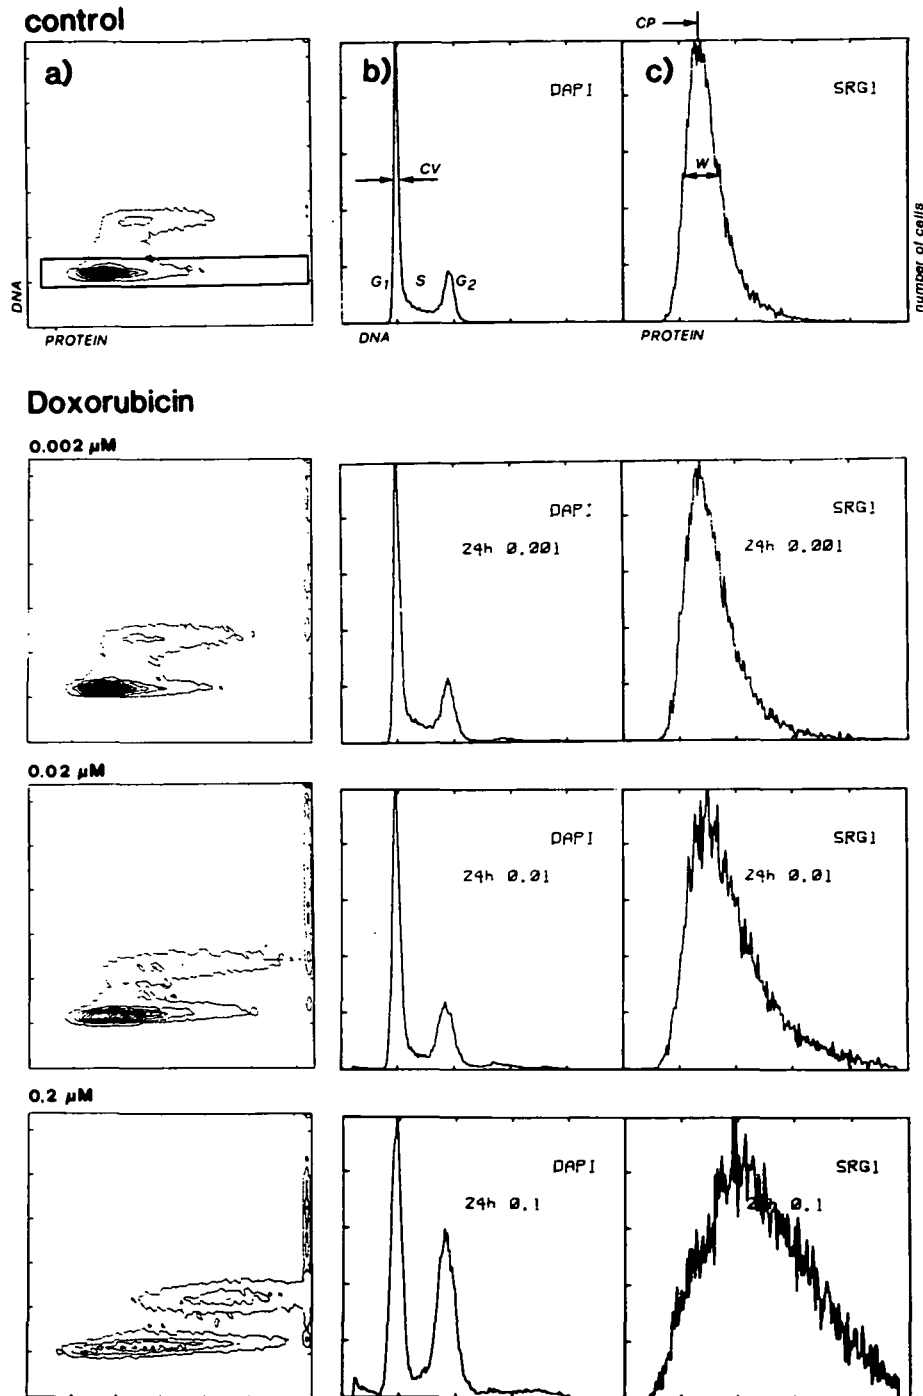 control
CP
a)
b)
c)
DAPI
SRG1
CV
W
G1 S G2
DNA
number of cells
PROTEIN
DNA
PROTEIN
Doxorubicin
0.002 µM
DAPI
SRG1
24h 0.001
24h 0.001
0.02 µM
DAPI
SRG1
24h 0.01
24h 0.01
0.2 µM
DAPI
SRG1
24h 0.1
24h 0.1